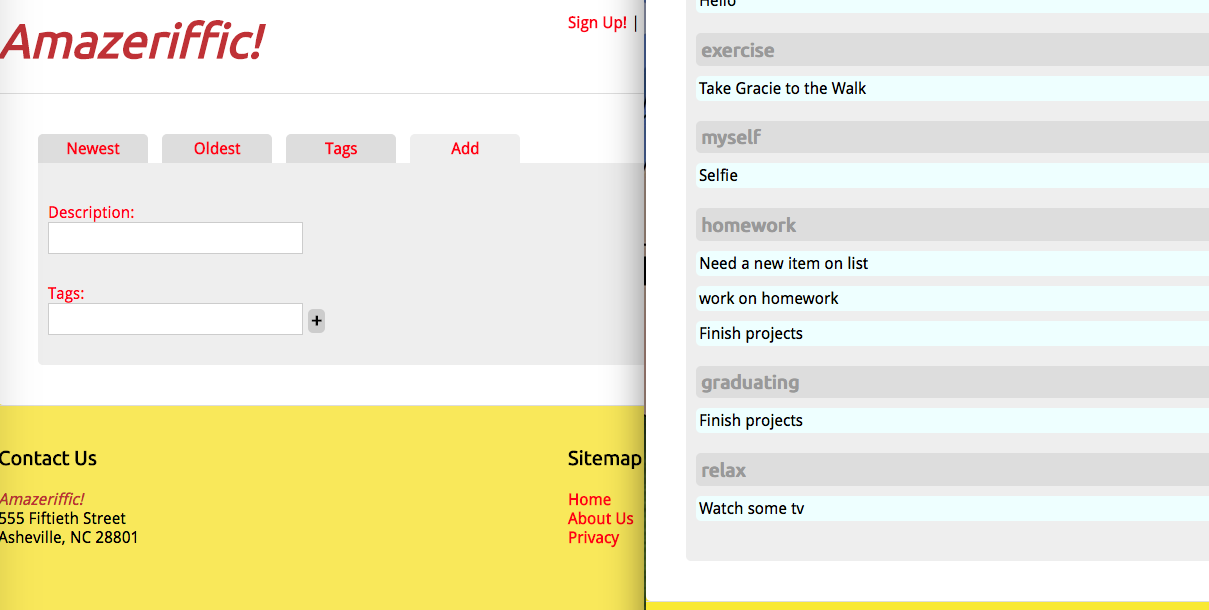 Amazeriffic!
Sign Up! |
Newest
Oldest
Tags
Add
Description:
Tags:
+
Contact Us
Amazeriffic!
555 Fiftieth Street
Asheville, NC 28801
Sitemap
Home
About Us
Privacy
Hello
exercise
Take Gracie to the Walk
myself
Selfie
homework
Need a new item on list
work on homework
Finish projects
graduating
Finish projects
relax
Watch some tv